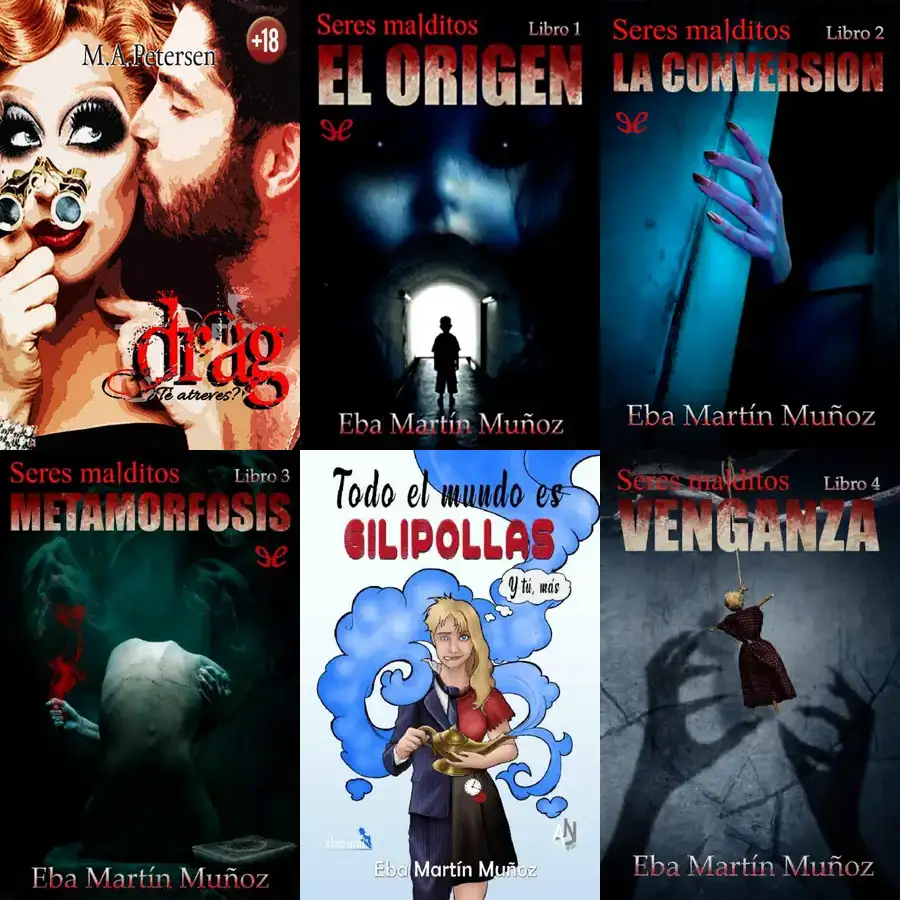 M.A.Petersen
+18
drag
¿Te atreves?
Seres malditos
Libro 1
EL ORIGEN
Eba Martín Muñoz
Seres malditos
Libro 2
LA CONVERSION
Eba Martín Muñoz
Seres malditos
Libro 3
METAMORFOSIS
Eba Martín Muñoz
Todo el mundo es
GILIPOLLAS
Y tú, más
Eba Martín Muñoz
Seres malditos
Libro 4
VENGANZA
Eba Martín Muñoz